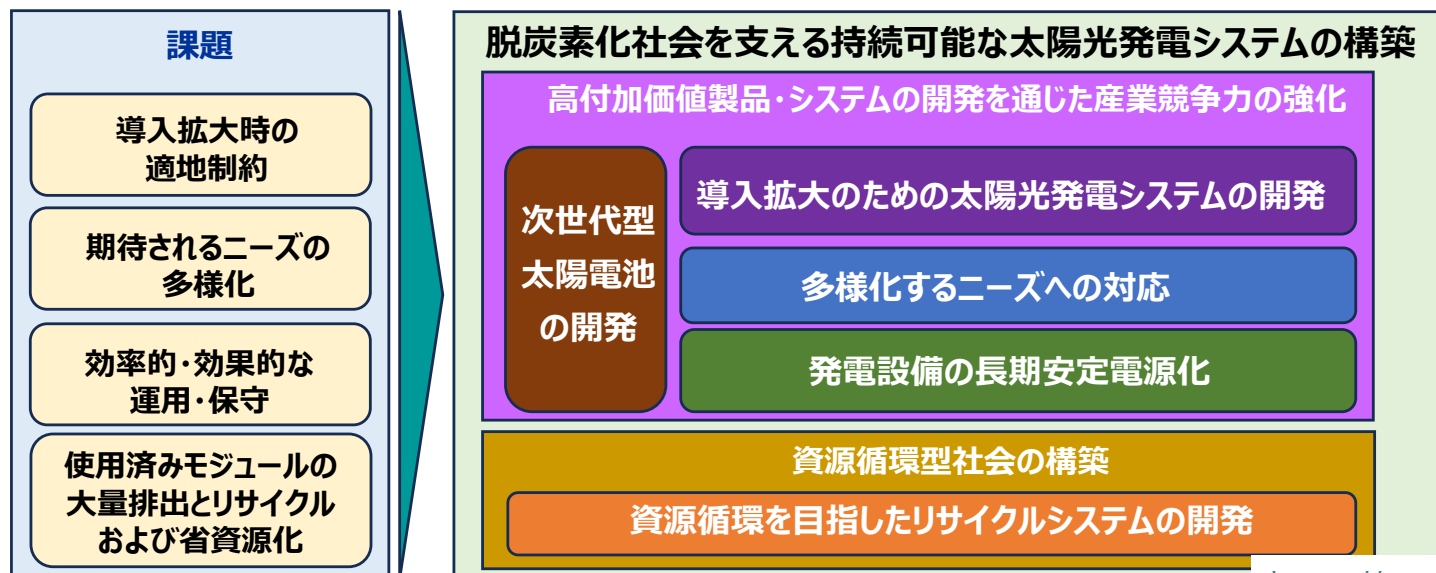 課題
導入拡大時の
適地制約
期待されるニーズの
多様化
効率的・効果的な
運用・保守
使用済みモジュールの
大量排出とリサイクル
および省資源化
脱炭素化社会を支える持続可能な太陽光発電システムの構築
高付加価値製品・システムの開発を通じた産業競争力の強化
次世代型
太陽電池
の開発
導入拡大のための太陽光発電システムの開発
多様化するニーズへの対応
発電設備の長期安定電源化
資源循環型社会の構築
資源循環を目指したリサイクルシステムの開発